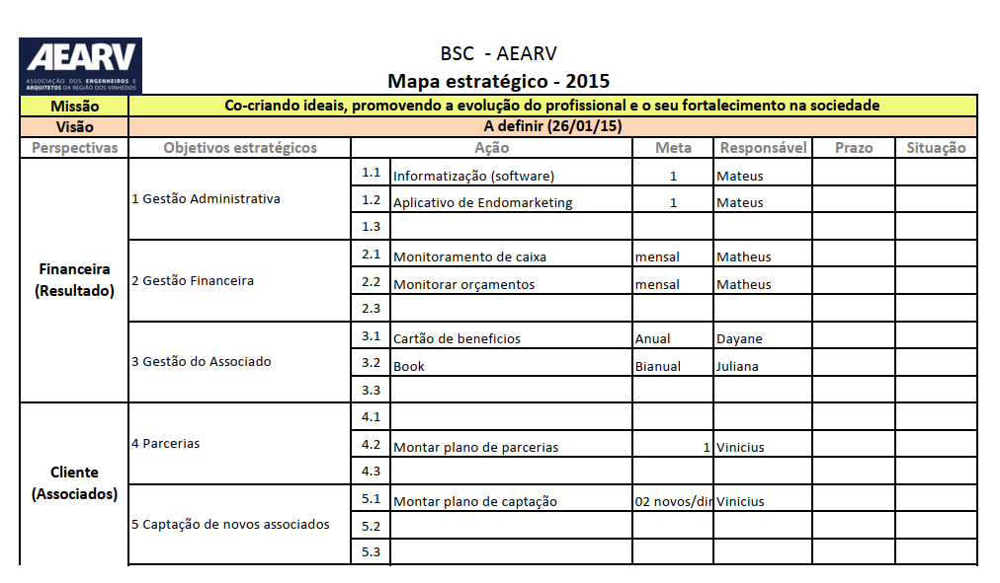 AEARV
ASSOCIAÇÃO DOS ENGENHEIROS E
ARQUITETOS DA REGIÃO DOS VINHEDOS
BSC - AEARV
Mapa estratégico - 2015
Missão Co-criando ideais, promovendo a evolução do profissional e o seu fortalecimento na sociedade
Visão A definir (26/01/15)
Perspectivas Objetivos estratégicos Ação Meta Responsável Prazo Situação
Financeira
(Resultado)
1 Gestão Administrativa
1.1 Informatização (software) 1 Mateus
1.2 Aplicativo de Endomarketing 1 Mateus
1.3
2 Gestão Financeira
2.1 Monitoramento de caixa mensal Matheus
2.2 Monitorar orçamentos mensal Matheus
2.3
3 Gestão do Associado
3.1 Cartão de beneficios Anual Dayane
3.2 Book Bianual Juliana
3.3
Cliente
(Associados)
4 Parcerias
4.1
4.2 Montar plano de parcerias 1 Vinicius
4.3
5 Captação de novos associados
5.1 Montar plano de captação 02 novos/dir Vinicius
5.2
5.3